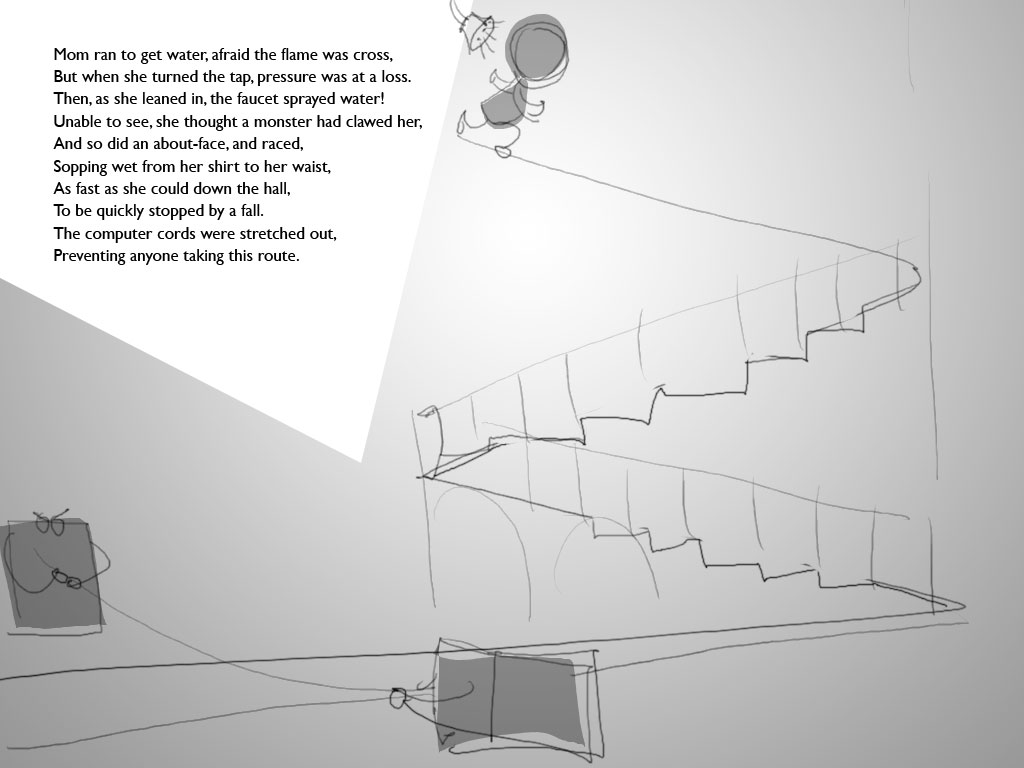 Mom ran to get water, afraid the flame was cross,
But when she turned the tap, pressure was at a loss.
Then, as she leaned in, the faucet sprayed water!
Unable to see, she thought a monster had clawed her,
And so did an about-face, and raced,
Sopping wet from her shirt to her waist,
As fast as she could down the hall,
To be quickly stopped by a fall.
The computer cords were stretched out,
Preventing anyone taking this route.